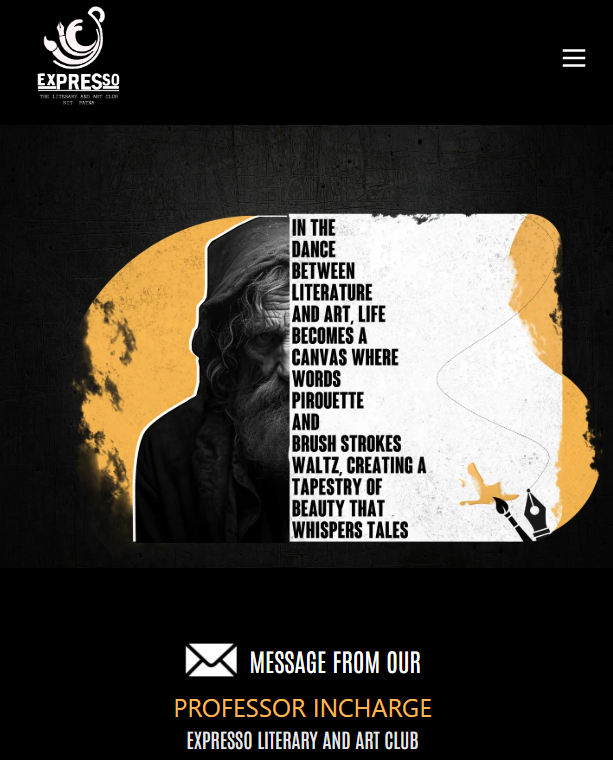 EXPRESSO
THE LITERARY AND ART CLUB
NIT PATNA
IN THE
DANCE
BETWEEN
LITERATURE
AND ART, LIFE
BECOMES A
CANVAS WHERE
WORDS
PIROUETTE
AND
BRUSH STROKES
WALTZ, CREATING A
TAPESTRY OF
BEAUTY THAT
WHISPERS TALES
MESSAGE FROM OUR
PROFESSOR INCHARGE
EXPRESSO LITERARY AND ART CLUB